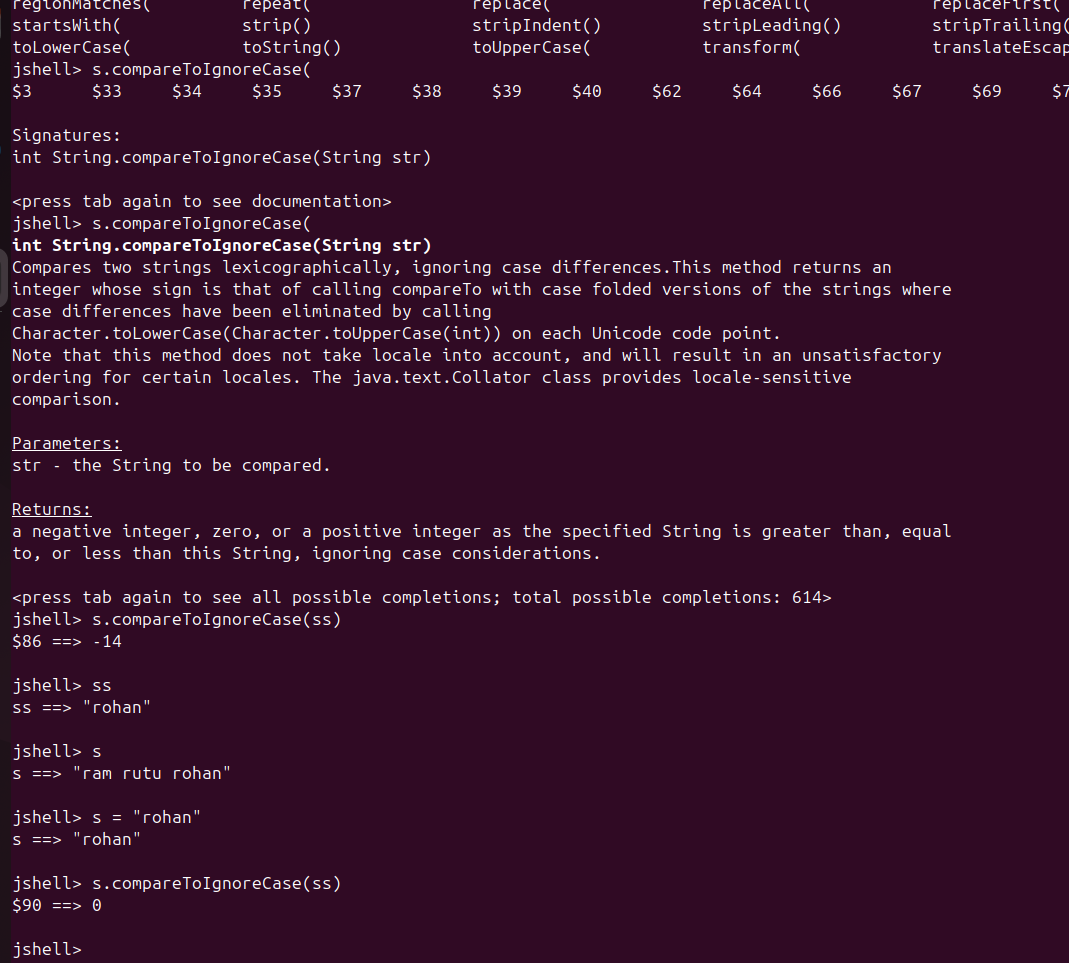 regionMatches( repeat( replace( replaceAll( replaceFirst(
startsWith( strip() stripIndent() stripLeading() stripTrailing(
toLowerCase( toString() toUpperCase( transform( translateEscap
jshell> s.compareToIgnoreCase(
$3 $33 $34 $35 $37 $38 $39 $40 $62 $64 $66 $67 $69 $7

Signatures:
int String.compareToIgnoreCase(String str)

<press tab again to see documentation>
jshell> s.compareToIgnoreCase(
int String.compareToIgnoreCase(String str)
Compares two strings lexicographically, ignoring case differences.This method returns an
integer whose sign is that of calling compareTo with case folded versions of the strings where
case differences have been eliminated by calling
Character.toLowerCase(Character.toUpperCase(int)) on each Unicode code point.
Note that this method does not take locale into account, and will result in an unsatisfactory
ordering for certain locales. The java.text.Collator class provides locale-sensitive
comparison.

Parameters:
str - the String to be compared.

Returns:
a negative integer, zero, or a positive integer as the specified String is greater than, equal
to, or less than this String, ignoring case considerations.

<press tab again to see all possible completions; total possible completions: 614>
jshell> s.compareToIgnoreCase(ss)
$86 ==> -14

jshell> ss
ss ==> "rohan"

jshell> s
s ==> "ram rutu rohan"

jshell> s = "rohan"
s ==> "rohan"

jshell> s.compareToIgnoreCase(ss)
$90 ==> 0

jshell>